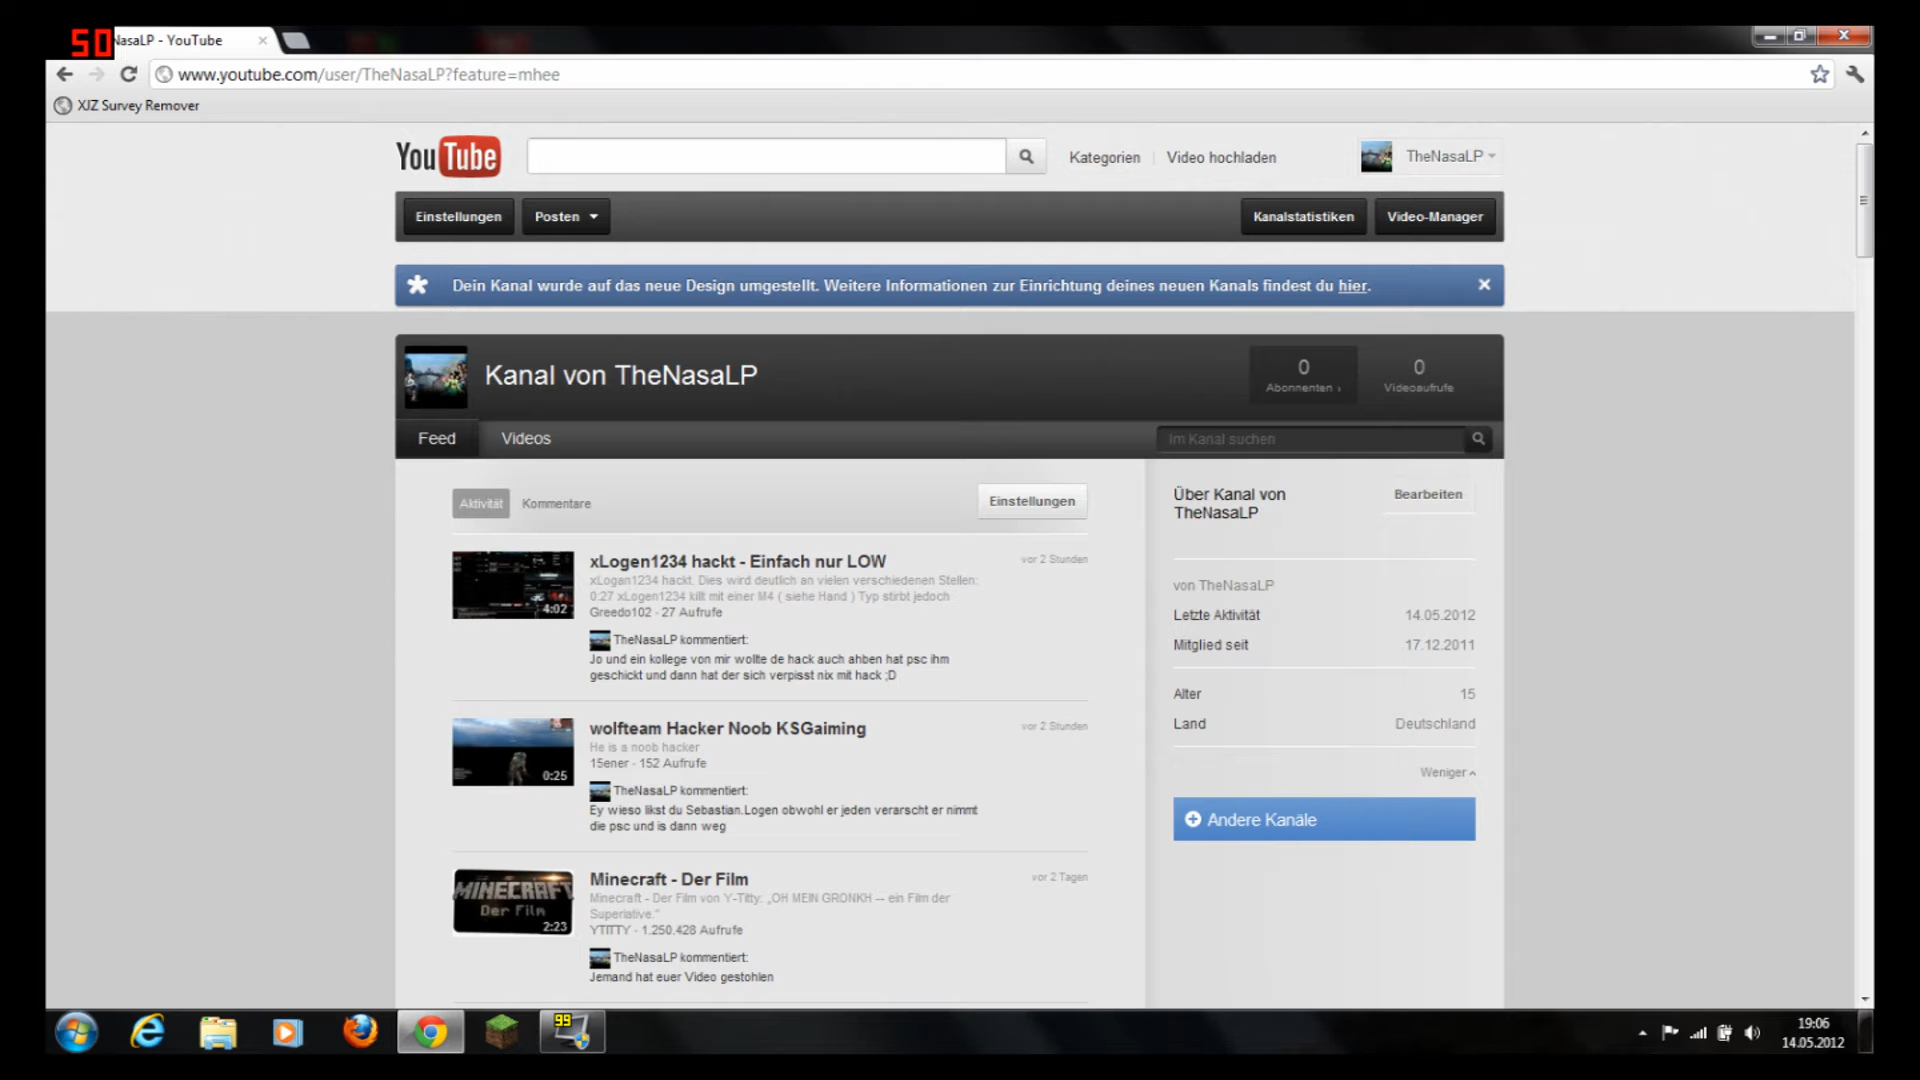 50
NasaLP - YouTube
www.youtube.com/user/TheNasaLP?feature=mhee
XJZ Survey Remover
YouTube
Kategorien
Video hochladen
TheNasaLP
Einstellungen
Posten
Kanalstatistiken
Video-Manager
Dein Kanal wurde auf das neue Design umgestellt. Weitere Informationen zur Einrichtung deines neuen Kanals findest du hier.
Kanal von TheNasaLP
0
Abonnenten
0
Videoaufrufe
Feed
Videos
Im Kanal suchen
Aktivität
Kommentare
Einstellungen
xLogen1234 hackt - Einfach nur LOW
vor 2 Stunden
xLogan1234 hackt. Dies wird deutlich an vielen verschiedenen Stellen:
0:27 xLogen1234 killt mit einer M4 ( siehe Hand ) Typ stirbt jedoch
4:02
Greedo102 - 27 Aufrufe
TheNasaLP kommentiert:
Jo und ein kollege von mir wollte de hack auch ahben hat psc ihm
geschickt und dann hat der sich verpisst nix mit hack ;D
wolfteam Hacker Noob KSGaiming
vor 2 Stunden
He is a noob hacker
15ener - 152 Aufrufe
0:25
TheNasaLP kommentiert:
Ey wieso likst du Sebastian.Logen obwohl er jeden verarscht er nimmt
die psc und is dann weg
Minecraft - Der Film
vor 2 Tagen
MINECRAFT
Der Film
2:23
Minecraft - Der Film von Y-Titty: „OH MEIN GRONKH -- ein Film der
Superlative.“
YTITTY - 1.250.428 Aufrufe
TheNasaLP kommentiert:
Jemand hat euer Video gestohlen
Über Kanal von
TheNasaLP
Bearbeiten
von TheNasaLP
Letzte Aktivität
14.05.2012
Mitglied seit
17.12.2011
Alter
15
Land
Deutschland
Weniger
Andere Kanäle
99
19:06
14.05.2012